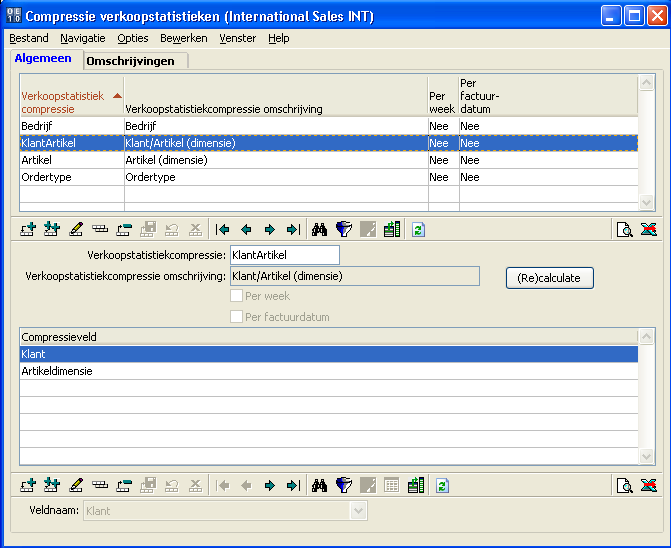 Compressie verkoopstatistieken (International Sales INT)
Bestand Navigatie Opties Bewerken Venster Help
Algemeen Omschrijvingen
Verkoopstatistiek compressie Verkoopstatistiekcompressie omschrijving Per week Per factuur-datum
Bedrijf Bedrijf Nee Nee
KlantArtikel Klant/Artikel (dimensie) Nee Nee
Artikel Artikel (dimensie) Nee Nee
Ordertype Ordertype Nee Nee
Verkoopstatistiekcompressie: KlantArtikel
Verkoopstatistiekcompressie omschrijving: Klant/Artikel (dimensie)
(Re)calculate
Per week
Per factuurdatum
Compressieveld
Klant
Artikeldimensie
Veldnaam: Klant